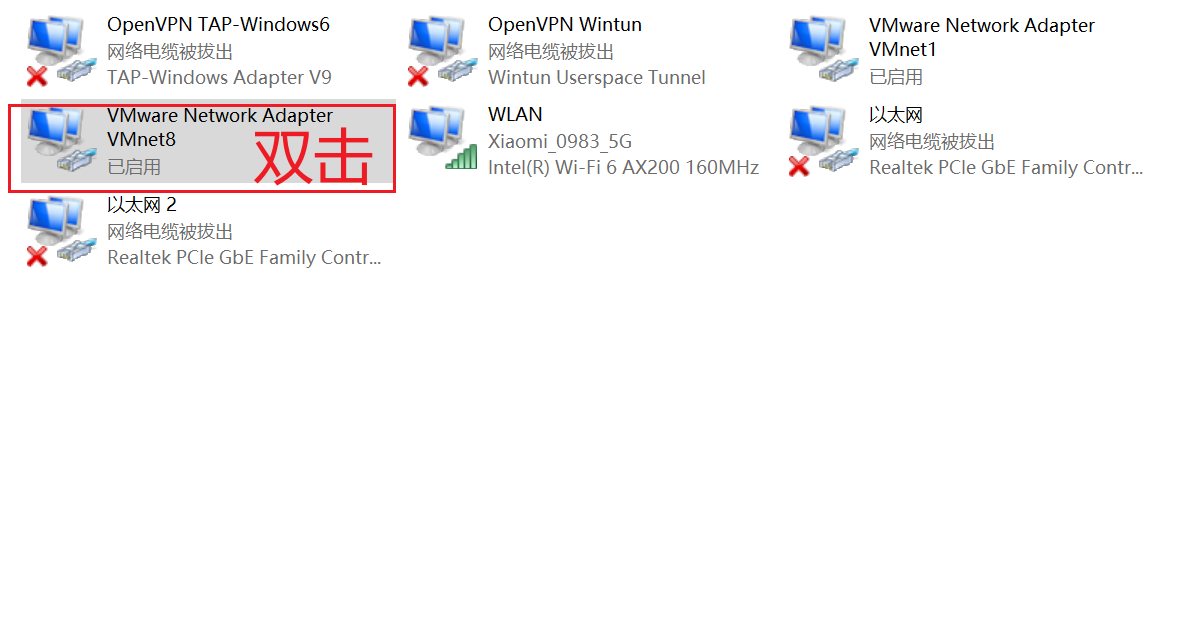 OpenVPN TAP-Windows6
网络电缆被拔出
TAP-Windows Adapter V9
OpenVPN Wintun
网络电缆被拔出
Wintun Userspace Tunnel
VMware Network Adapter
VMnet1
已启用
VMware Network Adapter
VMnet8
已启用
双击
WLAN
Xiaomi_0983_5G
Intel(R) Wi-Fi 6 AX200 160MHz
以太网
网络电缆被拔出
Realtek PCIe GbE Family Contr...
以太网 2
网络电缆被拔出
Realtek PCIe GbE Family Contr...